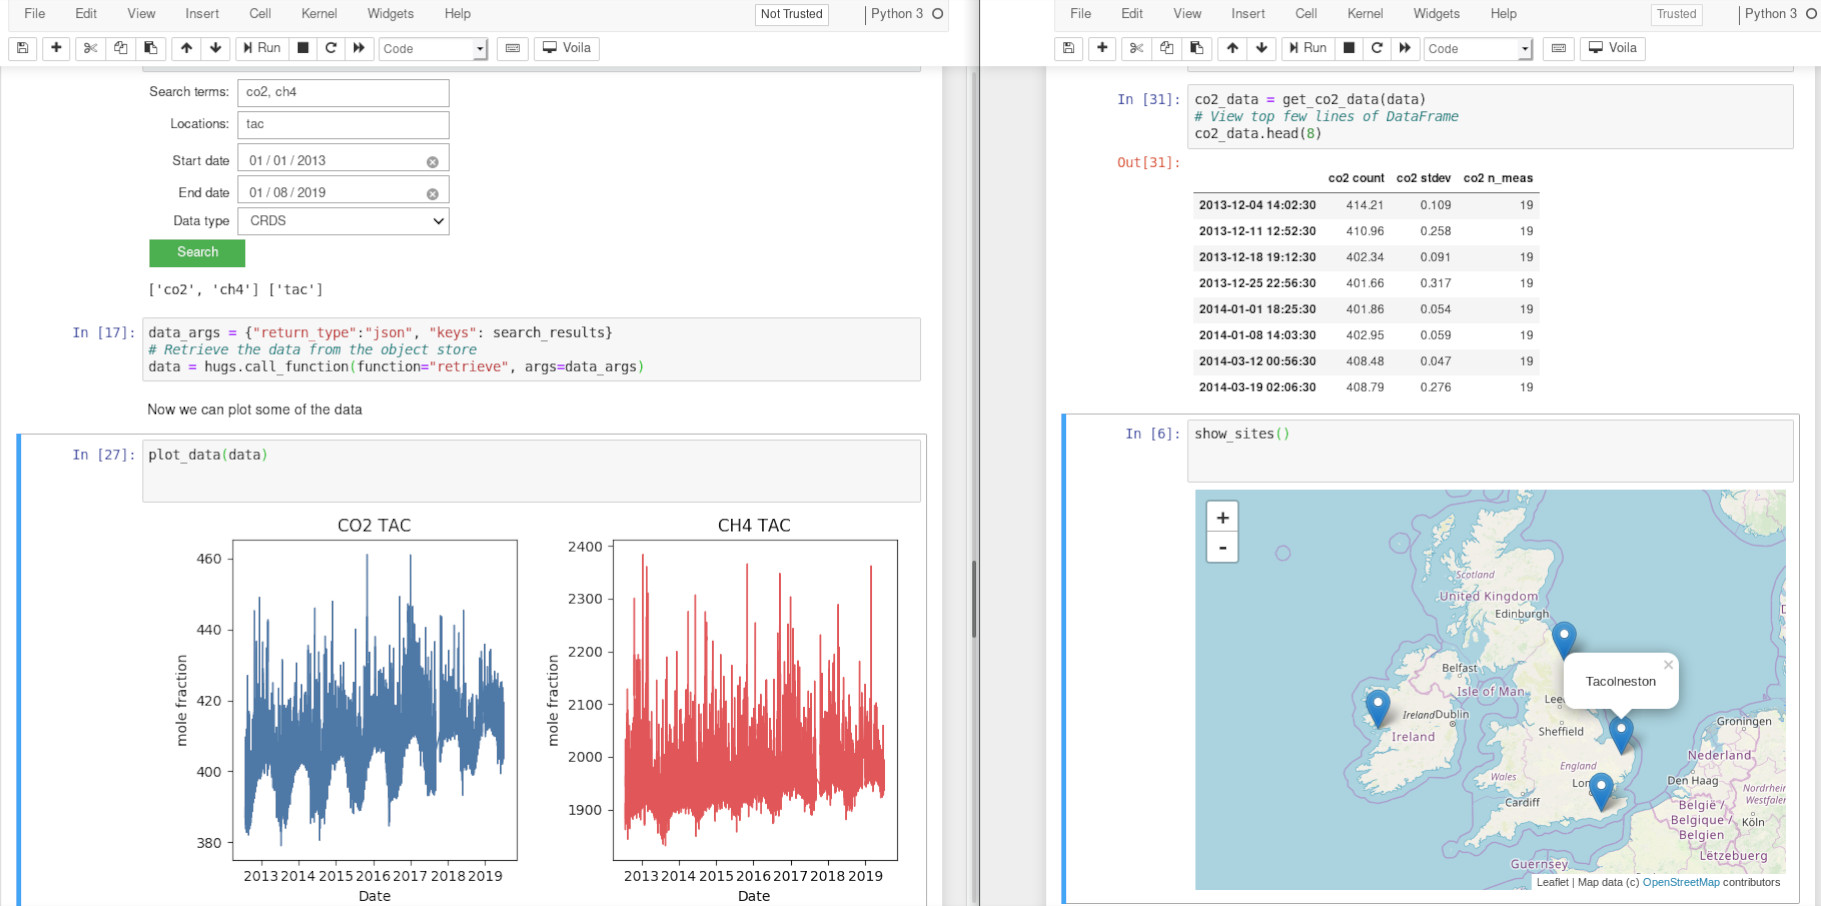 File Edit View Insert Cell Kernel Widgets Help Not Trusted Python 3
Run Code Voila
Search terms: co2, ch4
Locations: tac
Start date 01 / 01 / 2013
End date 01 / 08 / 2019
Data type CRDS
Search
['co2', 'ch4'] ['tac']
In [17]: data_args = {"return_type":"json", "keys": search_results}
# Retrieve the data from the object store
data = hugs.call_function(function="retrieve", args=data_args)
Now we can plot some of the data
In [27]: plot_data(data)
CO2 TAC
460
440
420
400
380
mole fraction
2013 2014 2015 2016 2017 2018 2019
Date
CH4 TAC
2400
2300
2200
2100
2000
1900
mole fraction
2013 2014 2015 2016 2017 2018 2019
Date
File Edit View Insert Cell Kernel Widgets Help Trusted Python 3
Run Code Voila
In [31]: co2_data = get_co2_data(data)
# View top few lines of DataFrame
co2_data.head(8)
Out[31]:
co2 count co2 stdev co2 n_meas
2013-12-04 14:02:30 414.21 0.109 19
2013-12-11 12:52:30 410.96 0.258 19
2013-12-18 19:12:30 402.34 0.091 19
2013-12-25 22:56:30 401.66 0.317 19
2014-01-01 18:25:30 401.86 0.054 19
2014-01-08 14:03:30 402.95 0.059 19
2014-03-12 00:56:30 408.48 0.047 19
2014-03-19 02:06:30 408.79 0.276 19
In [6]: show_sites()
+
-
Scotland
United Kingdom
Edinburgh
Belfast
Tacolneston
Isle of Man
Lee
Ireland Dublin
Groningen
Sheffield
Ireland
Nederland
England
Wales
Lon
Den Haag
Cardiff
Nordrhein
Westfalen
België /
Belgique /
Belgien
Köln
Lëtzebuerg
Guernsey
Leaflet | Map data (c) OpenStreetMap contributors